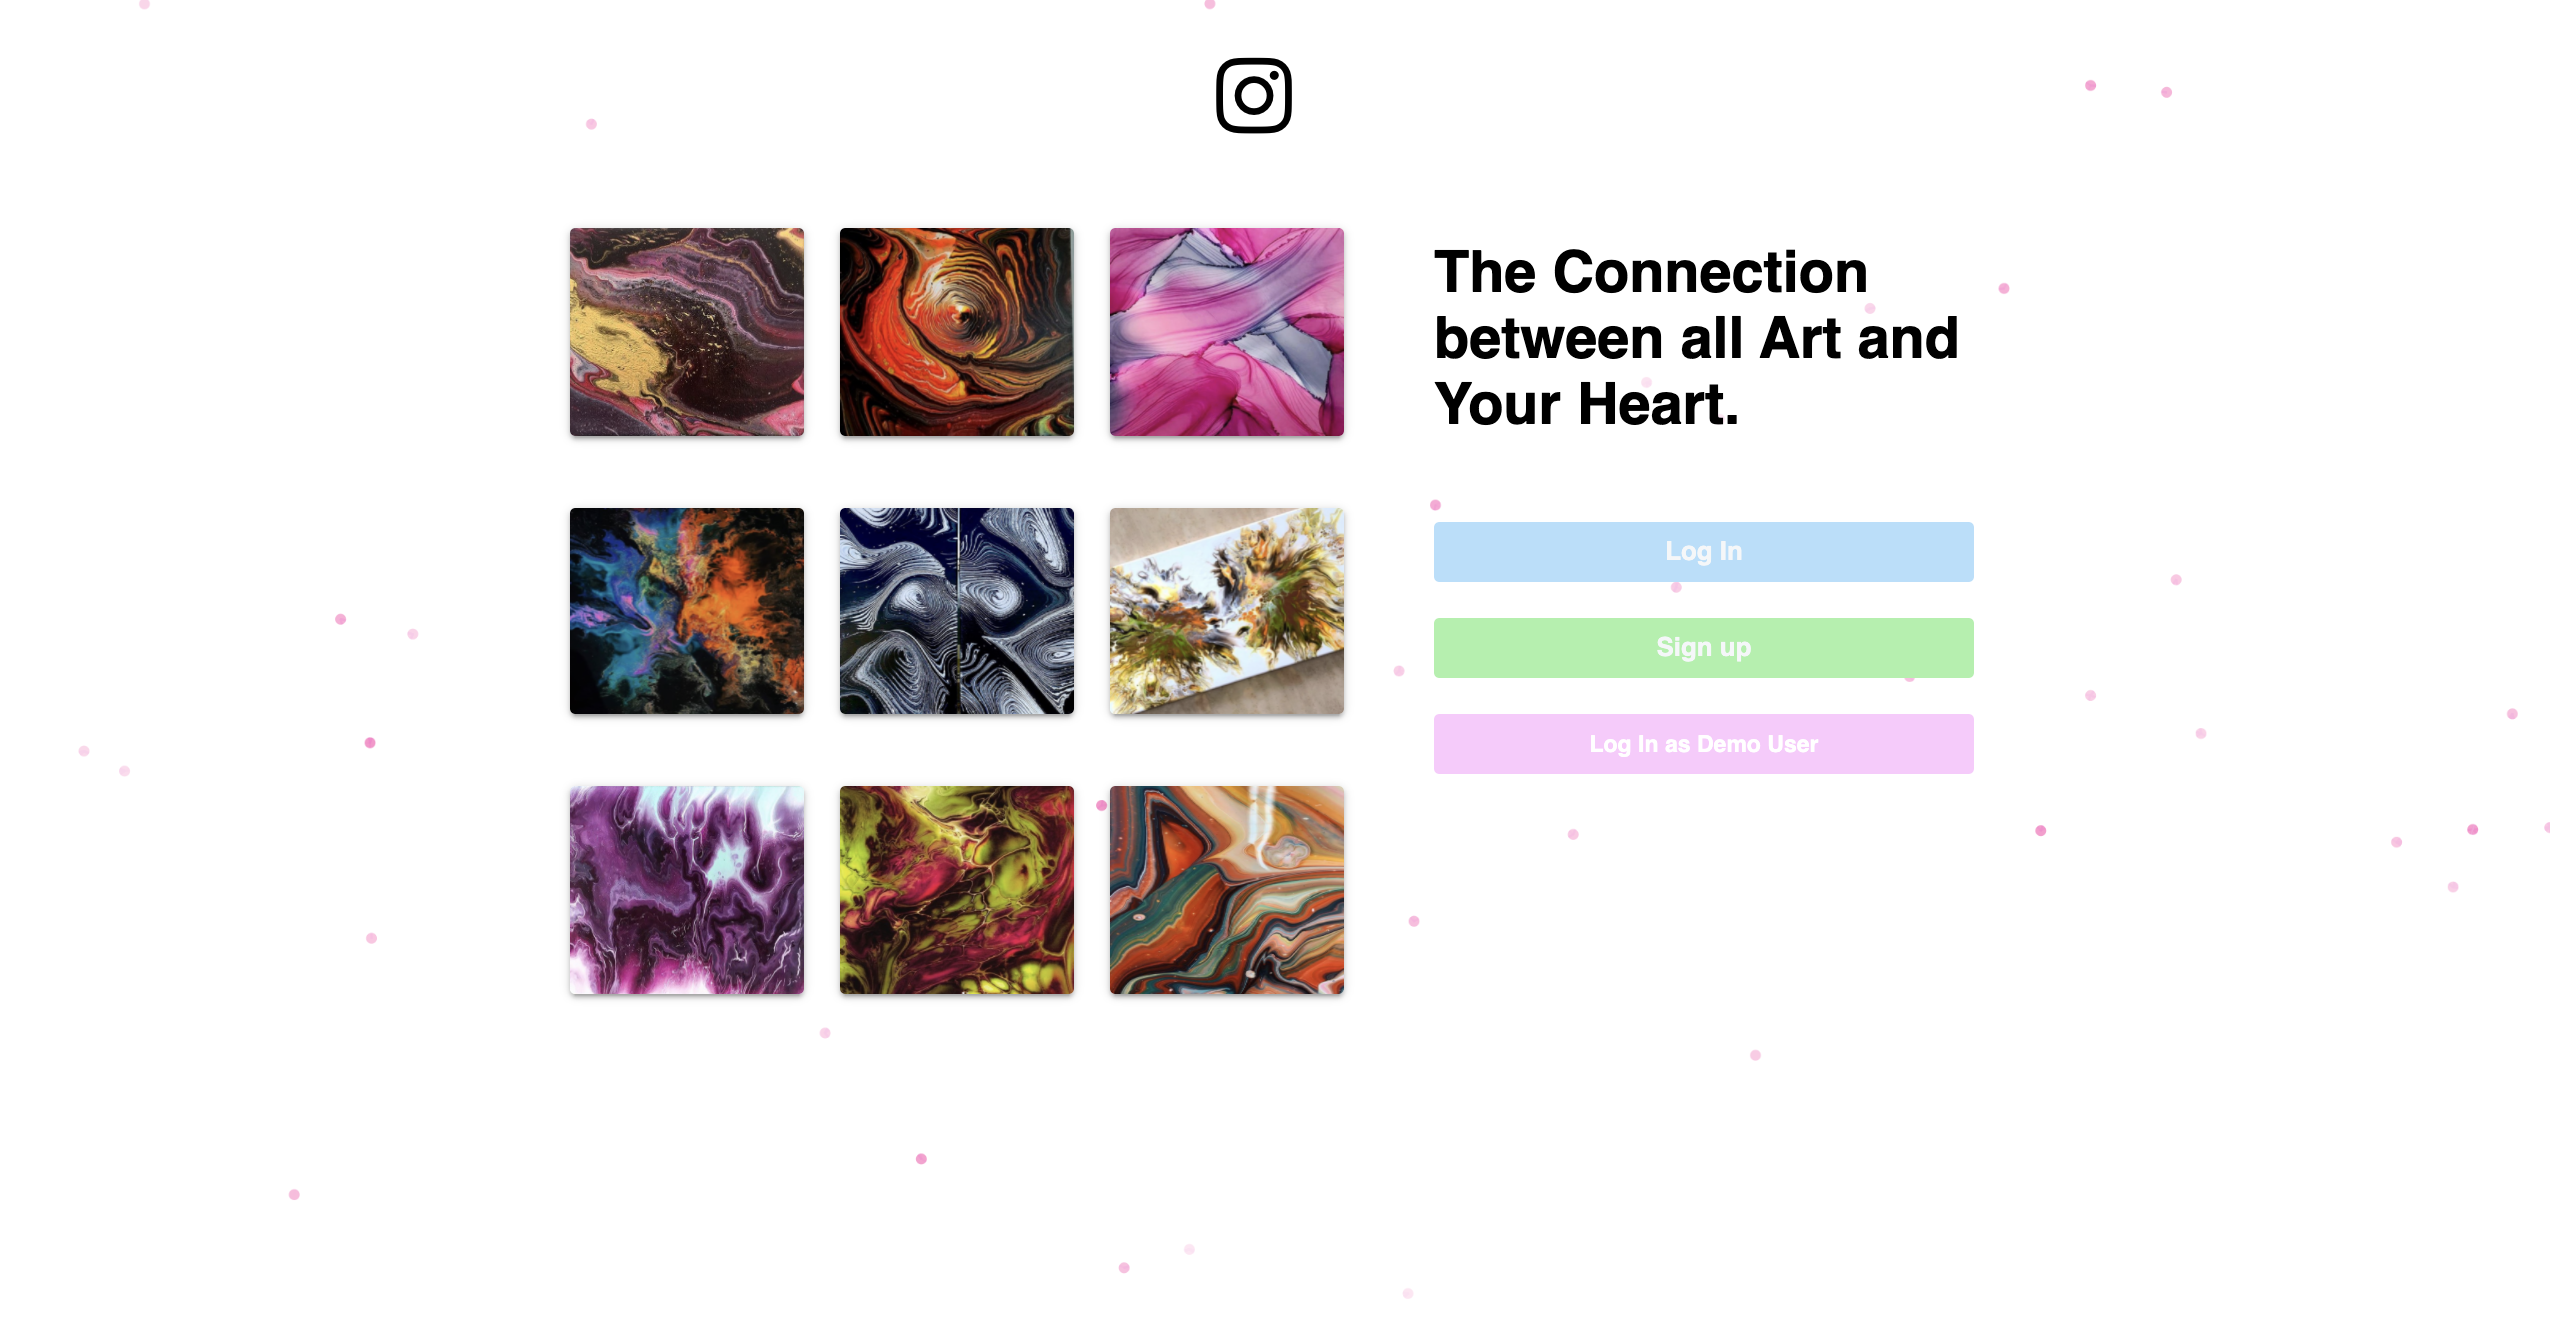 The Connection
between all Art and
Your Heart.
Log In
Sign up
Log In as Demo User